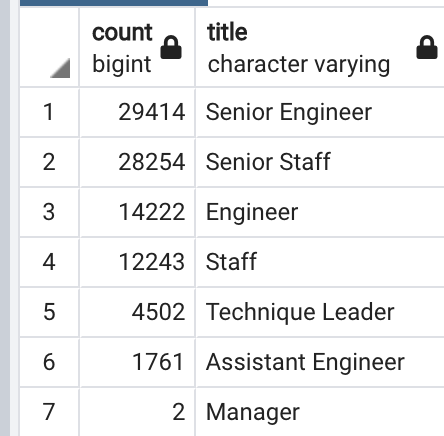 count title
bigint character varying
1 29414 Senior Engineer
2 28254 Senior Staff
3 14222 Engineer
4 12243 Staff
5 4502 Technique Leader
6 1761 Assistant Engineer
7 2 Manager